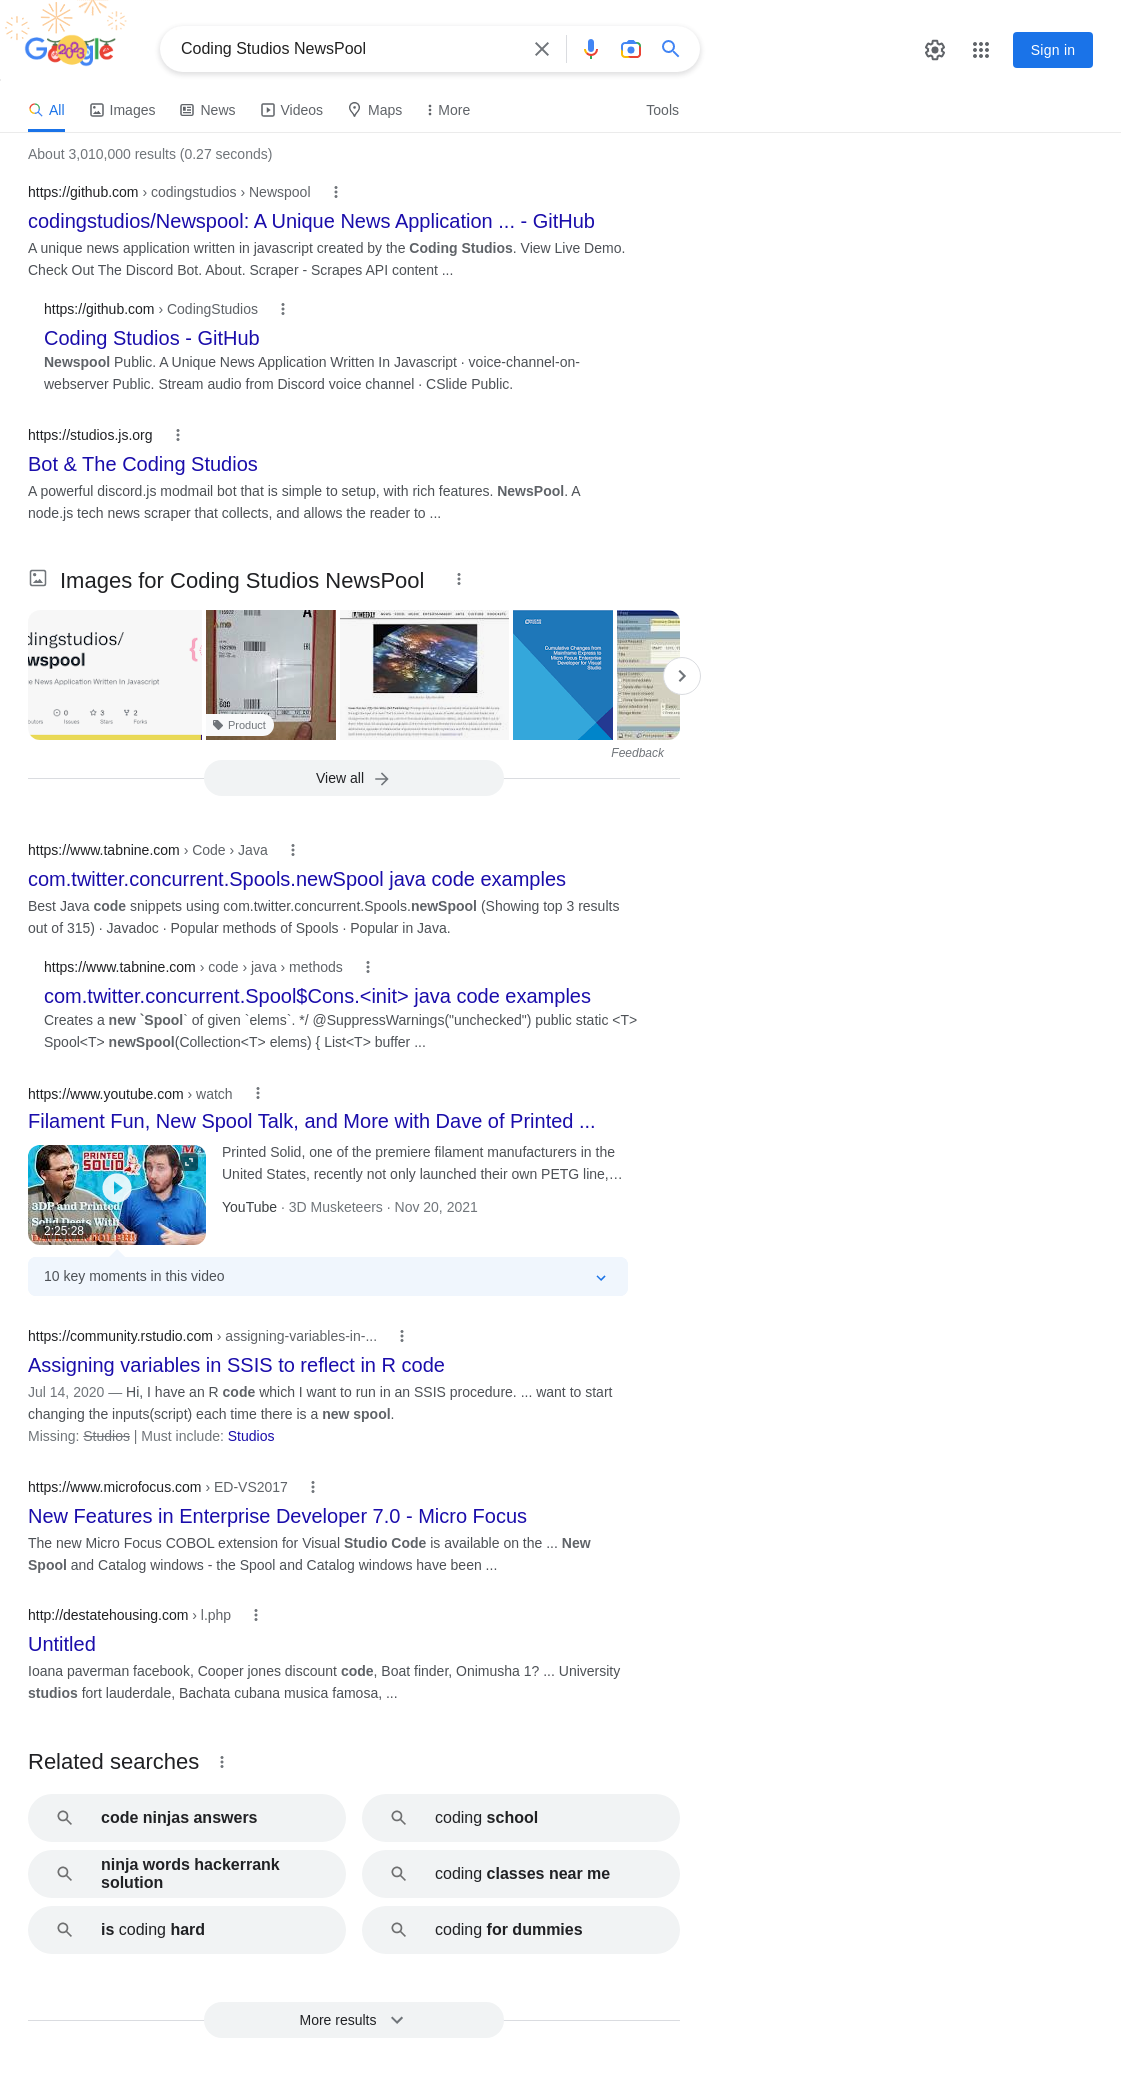 Google
Coding Studios NewsPool
Sign in
All
Images
News
Videos
Maps
More
Tools
About 3,010,000 results (0.27 seconds)
https://github.com › codingstudios › Newspool
codingstudios/Newspool: A Unique News Application ... - GitHub
A unique news application written in javascript created by the Coding Studios. View Live Demo.
Check Out The Discord Bot. About. Scraper - Scrapes API content ...
https://github.com › CodingStudios
Coding Studios - GitHub
Newspool Public. A Unique News Application Written In Javascript · voice-channel-on-
webserver Public. Stream audio from Discord voice channel · CSlide Public.
https://studios.js.org
Bot & The Coding Studios
A powerful discord.js modmail bot that is simple to setup, with rich features. NewsPool. A
node.js tech news scraper that collects, and allows the reader to ...
Images for Coding Studios NewsPool
dingstudios/
wspool
e News Application Written In Javascript
0
3
2
Issues
Stars
Forks
Product
Cumulative Changes from
Mainframe Express to
Micro Focus Enterprise
Developer for Visual
Studio
Feedback
View all
https://www.tabnine.com › Code › Java
com.twitter.concurrent.Spools.newSpool java code examples
Best Java code snippets using com.twitter.concurrent.Spools.newSpool (Showing top 3 results
out of 315) · Javadoc · Popular methods of Spools · Popular in Java.
https://www.tabnine.com › code › java › methods
com.twitter.concurrent.Spool$Cons.<init> java code examples
Creates a new `Spool` of given `elems`. */ @SuppressWarnings("unchecked") public static <T>
Spool<T> newSpool(Collection<T> elems) { List<T> buffer ...
https://www.youtube.com › watch
Filament Fun, New Spool Talk, and More with Dave of Printed ...
PRINTED
SOLID
3DP and Printed
Solid Deets With
2:25:28
Printed Solid, one of the premiere filament manufacturers in the
United States, recently not only launched their own PETG line,...
YouTube · 3D Musketeers · Nov 20, 2021
10 key moments in this video
https://community.rstudio.com › assigning-variables-in-...
Assigning variables in SSIS to reflect in R code
Jul 14, 2020 — Hi, I have an R code which I want to run in an SSIS procedure. ... want to start
changing the inputs(script) each time there is a new spool.
Missing: Studios | Must include: Studios
https://www.microfocus.com › ED-VS2017
New Features in Enterprise Developer 7.0 - Micro Focus
The new Micro Focus COBOL extension for Visual Studio Code is available on the ... New
Spool and Catalog windows - the Spool and Catalog windows have been ...
http://destatehousing.com › l.php
Untitled
Ioana paverman facebook, Cooper jones discount code, Boat finder, Onimusha 1? ... University
studios fort lauderdale, Bachata cubana musica famosa, ...
Related searches
code ninjas answers
coding school
ninja words hackerrank
solution
coding classes near me
is coding hard
coding for dummies
More results